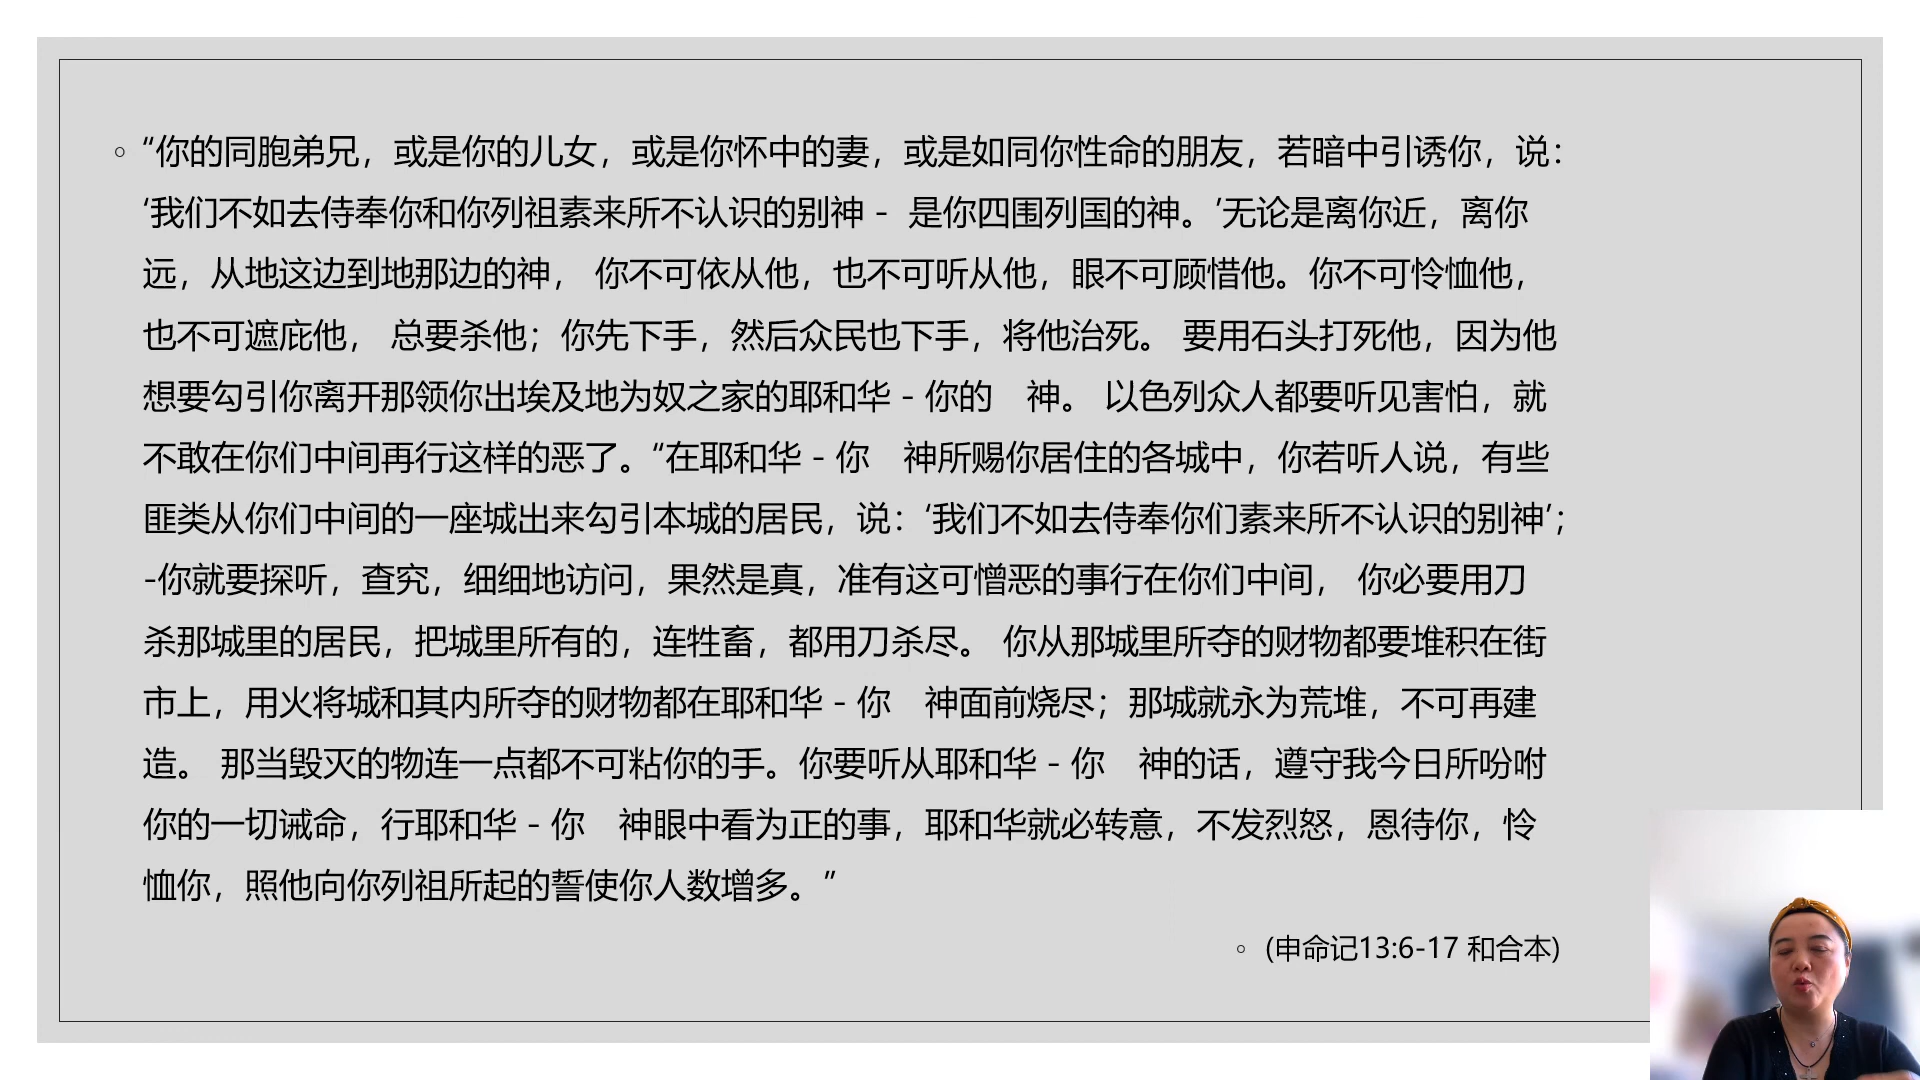 “你的同胞弟兄，或是你的儿女，或是你怀中的妻，或是如同你性命的朋友，若暗中引诱你，说：
‘我们不如去侍奉你和你列祖素来所不认识的别神 - 是你四围列国的神。’无论是离你近，离你
远，从地这边到地那边的神， 你不可依从他，也不可听从他，眼不可顾惜他。你不可怜恤他，
也不可遮庇他， 总要杀他；你先下手，然后众民也下手，将他治死。 要用石头打死他，因为他
想要勾引你离开那领你出埃及地为奴之家的耶和华 - 你的　神。 以色列众人都要听见害怕，就
不敢在你们中间再行这样的恶了。“在耶和华 - 你　神所赐你居住的各城中，你若听人说，有些
匪类从你们中间的一座城出来勾引本城的居民，说：‘我们不如去侍奉你们素来所不认识的别神’；
-你就要探听，查究，细细地访问，果然是真，准有这可憎恶的事行在你们中间， 你必要用刀
杀那城里的居民，把城里所有的，连牲畜，都用刀杀尽。 你从那城里所夺的财物都要堆积在街
市上，用火将城和其内所夺的财物都在耶和华 - 你　神面前烧尽；那城就永为荒堆，不可再建
造。 那当毁灭的物连一点都不可粘你的手。你要听从耶和华 - 你　神的话，遵守我今日所吩咐
你的一切诫命，行耶和华 - 你　神眼中看为正的事，耶和华就必转意，不发烈怒，恩待你，怜
恤你，照他向你列祖所起的誓使你人数增多。”
(申命记13:6-17 和合本)